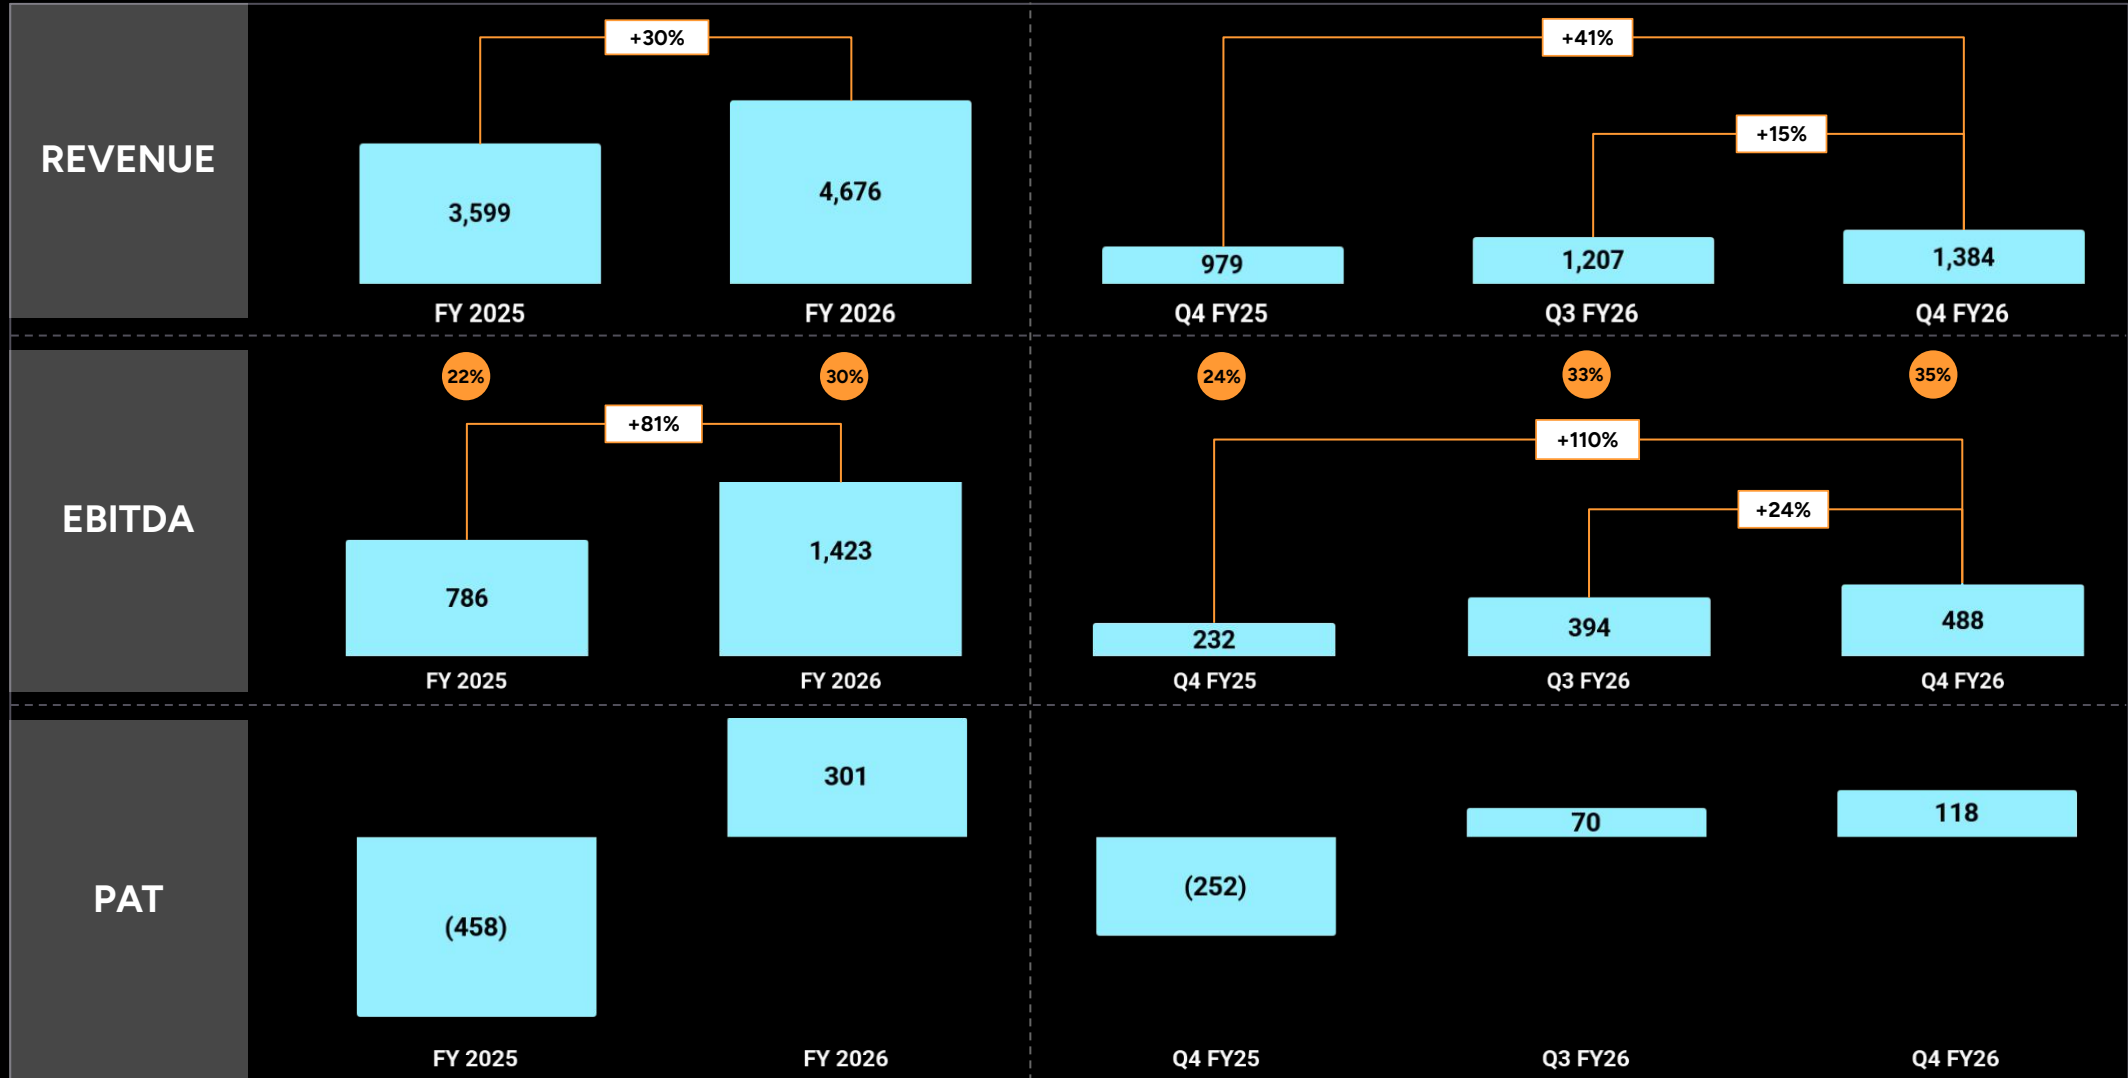 REVENUE
+30%
3,599
4,676
FY 2025
FY 2026
+41%
+15%
979
1,207
1,384
Q4 FY25
Q3 FY26
Q4 FY26
EBITDA
22%
30%
+81%
786
1,423
FY 2025
FY 2026
24%
33%
35%
+110%
+24%
232
394
488
Q4 FY25
Q3 FY26
Q4 FY26
PAT
(458)
301
FY 2025
FY 2026
(252)
70
118
Q4 FY25
Q3 FY26
Q4 FY26